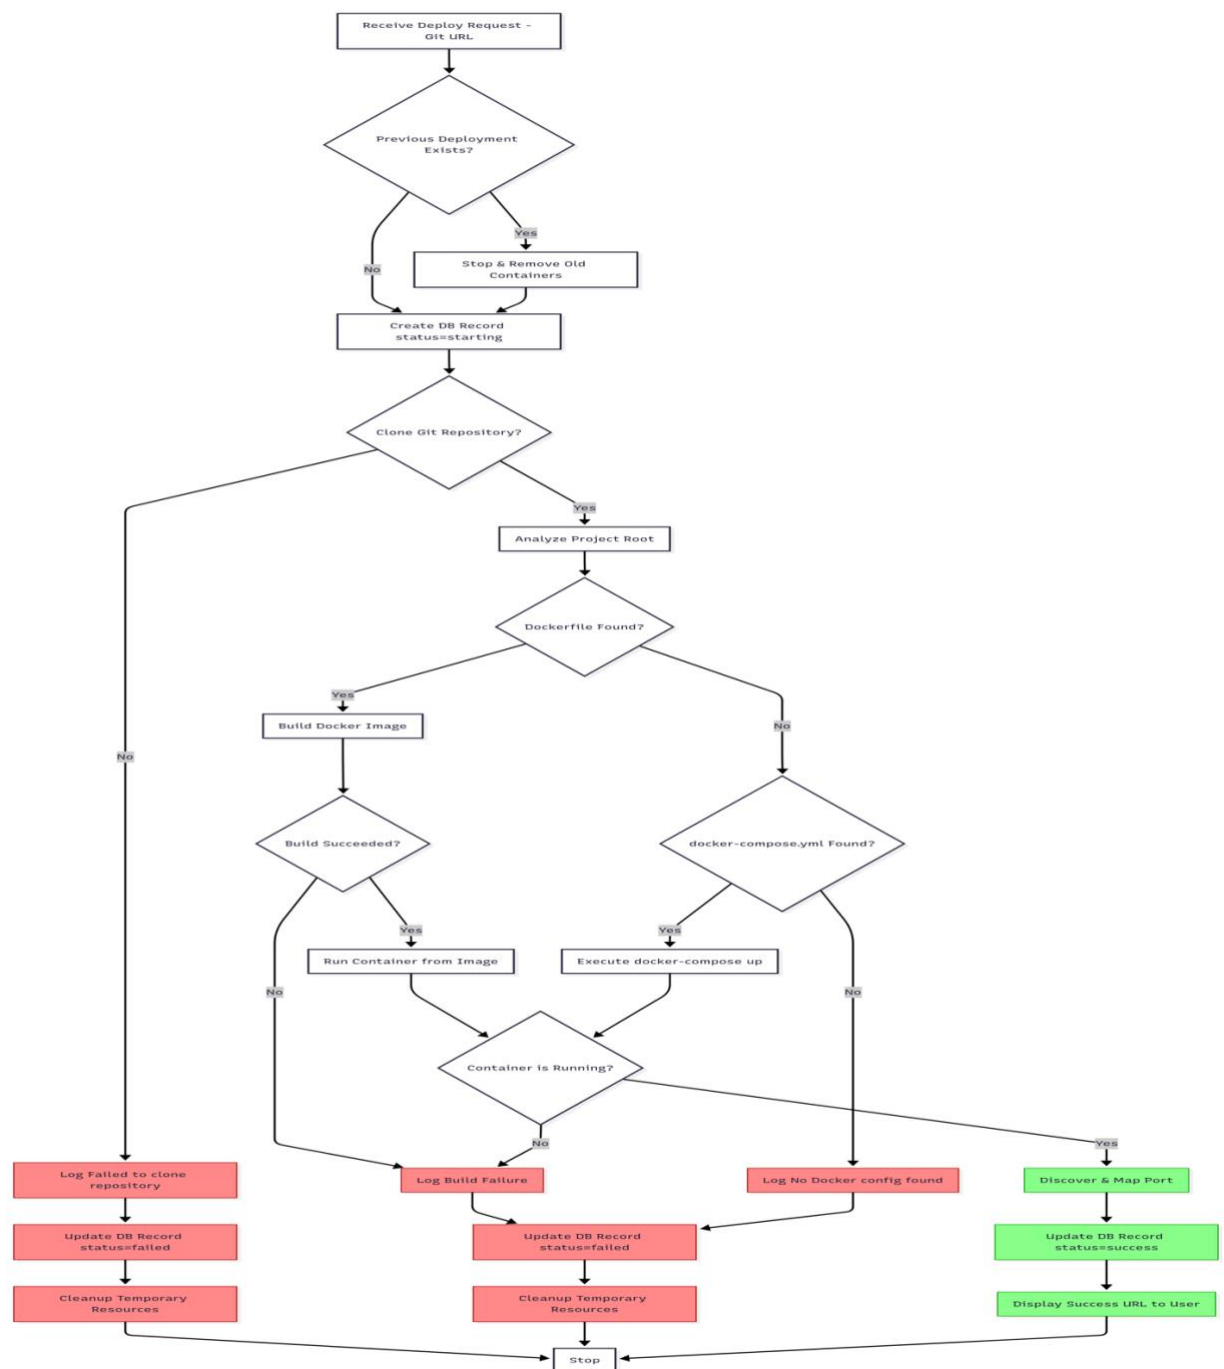 Receive Deploy Request -
Git URL
Previous Deployment
Exists?
Yes
No
Stop & Remove Old
Containers
Create DB Record
status=starting
Clone Git Repository?
Yes
Analyze Project Root
Dockerfile Found?
Yes
No
Build Docker Image
No
Build Succeeded?
docker-compose.yml Found?
Yes
Yes
Run Container from Image
Execute docker-compose up
No
No
Container is Running?
No
Yes
Log Failed to clone
repository
Log Build Failure
Log No Docker config found
Discover & Map Port
Update DB Record
status=failed
Update DB Record
status=failed
Update DB Record
status=success
Cleanup Temporary
Resources
Cleanup Temporary
Resources
Display Success URL to User
Stop